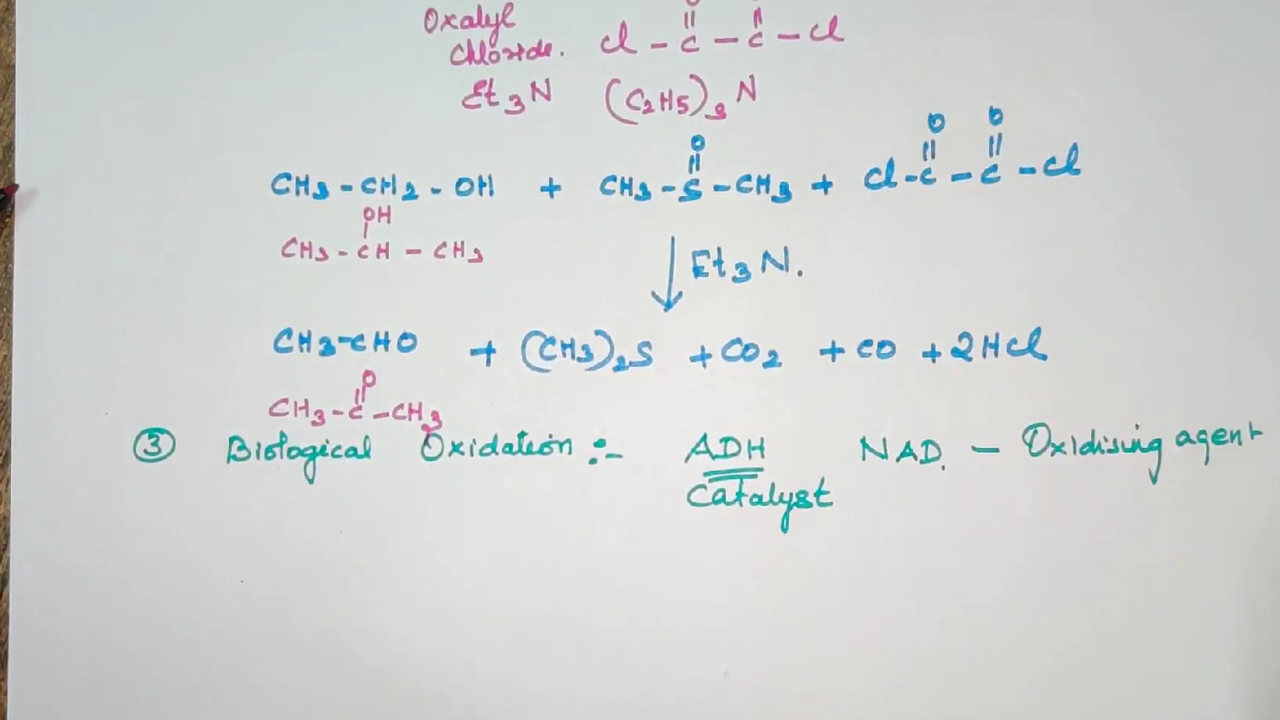 Oxalyl
Chloride. Cl - C - C - Cl
Et3N (C2H5)3 N
O O
CH3 - CH2 - OH + CH3 - S - CH3 + Cl - C - C - Cl
OH
CH3 - CH - CH3
↓ Et3N.
CH3-CHO + (CH3)2S + CO2 + CO + 2HCl
O
CH3 - C - CH3
③ Biological Oxidation :- ADH NAD. - Oxidising agent
Catalyst